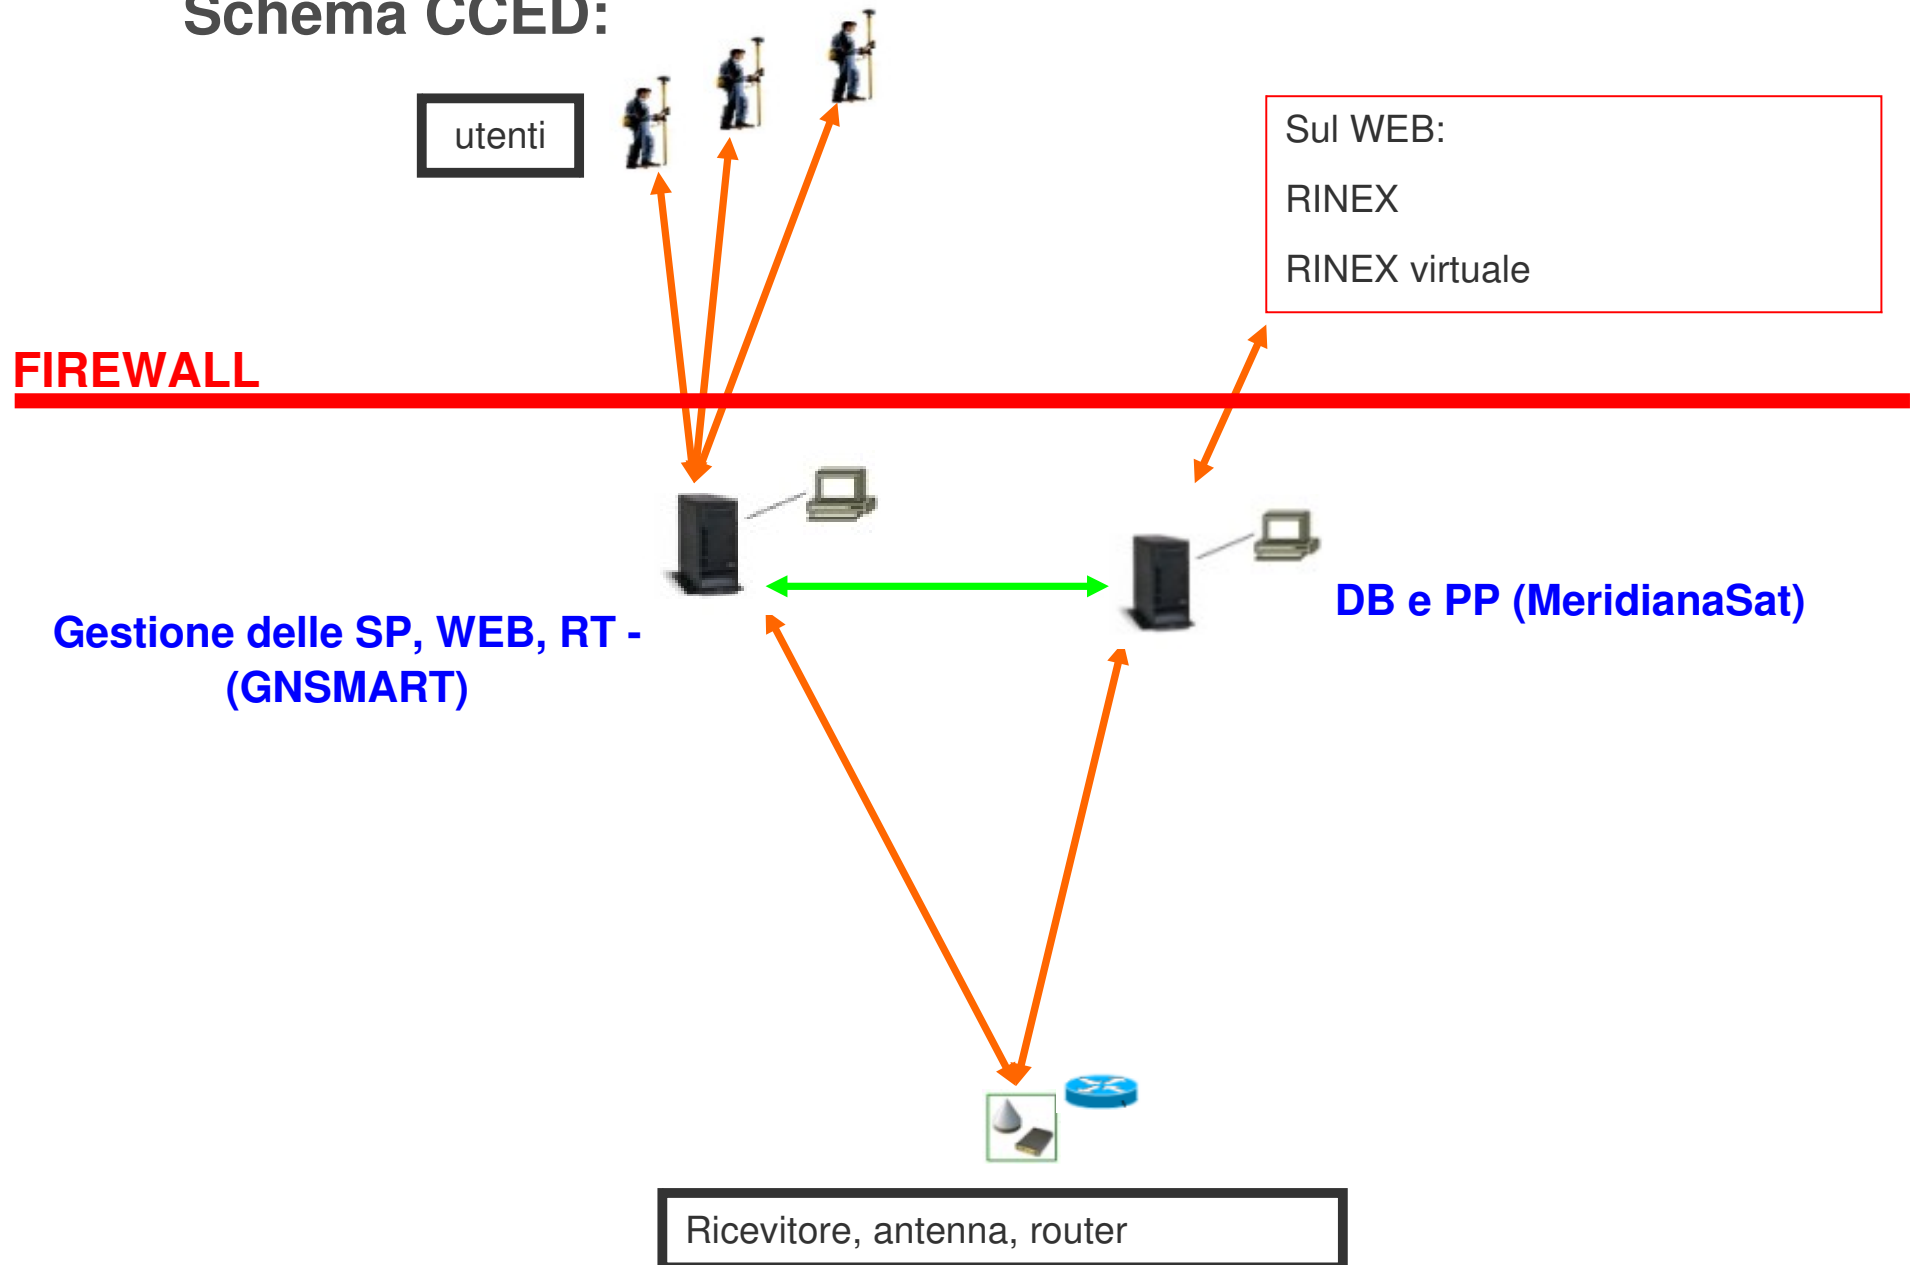 Schema CCED:
utenti
Sul WEB:
RINEX
RINEX virtuale
FIREWALL
DB e PP (MeridianaSat)
Gestione delle SP, WEB, RT -
(GNSMART)
Ricevitore, antenna, router